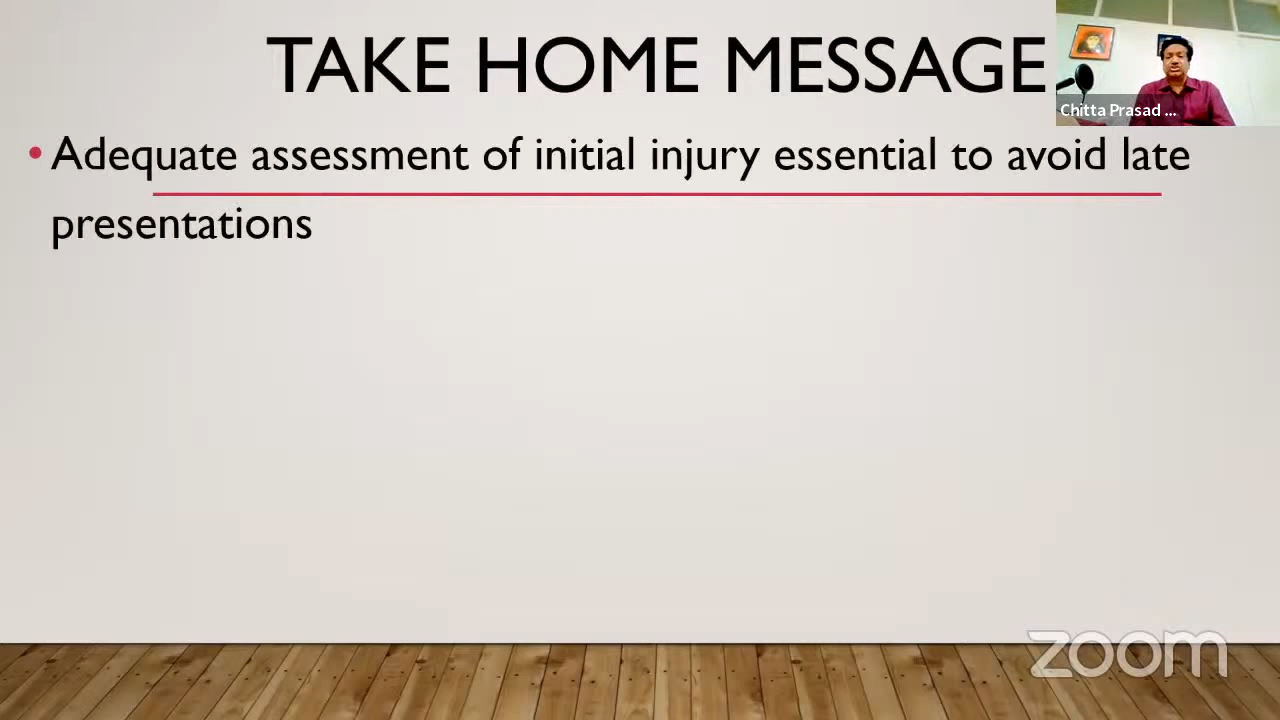 TAKE HOME MESSAGE
Chitta Prasad ...
• Adequate assessment of initial injury essential to avoid late
presentations
zoom